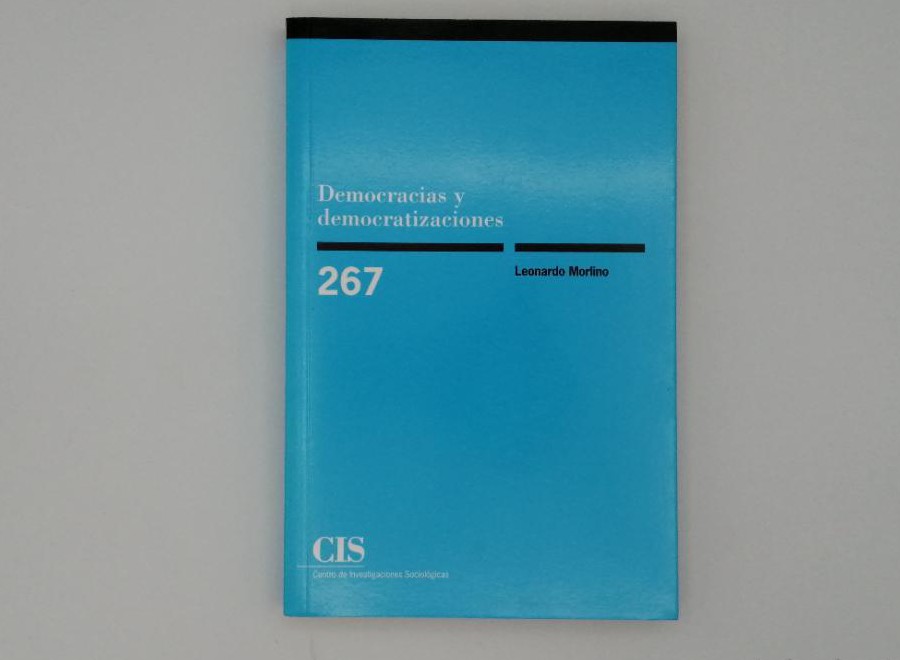 Democracias y
democratizaciones
267
Leonardo Morlino
CIS
Centro de Investigaciones Sociológicas